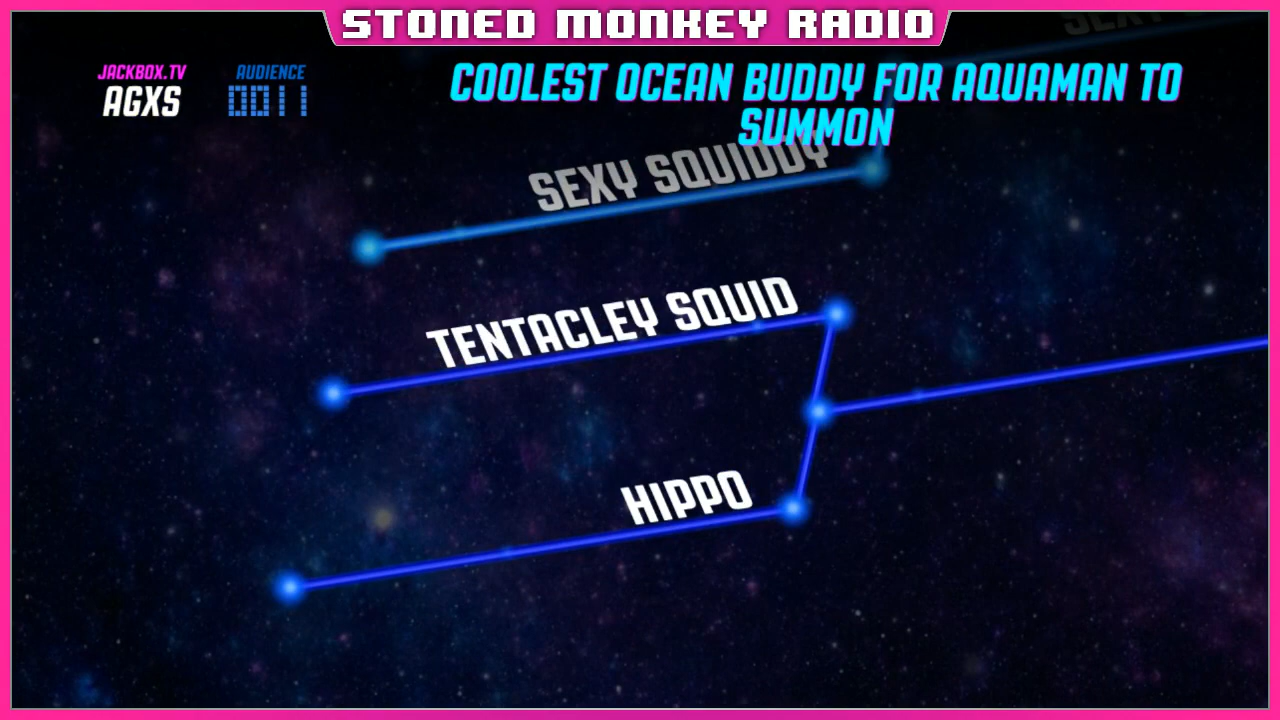 STONED MONKEY RADIO
JACKBOX.TV
AGXS
AUDIENCE
0011
COOLEST OCEAN BUDDY FOR AQUAMAN TO
SUMMON
SEXY
SEXY SQUIDDY
TENTACLEY SQUID
HIPPO